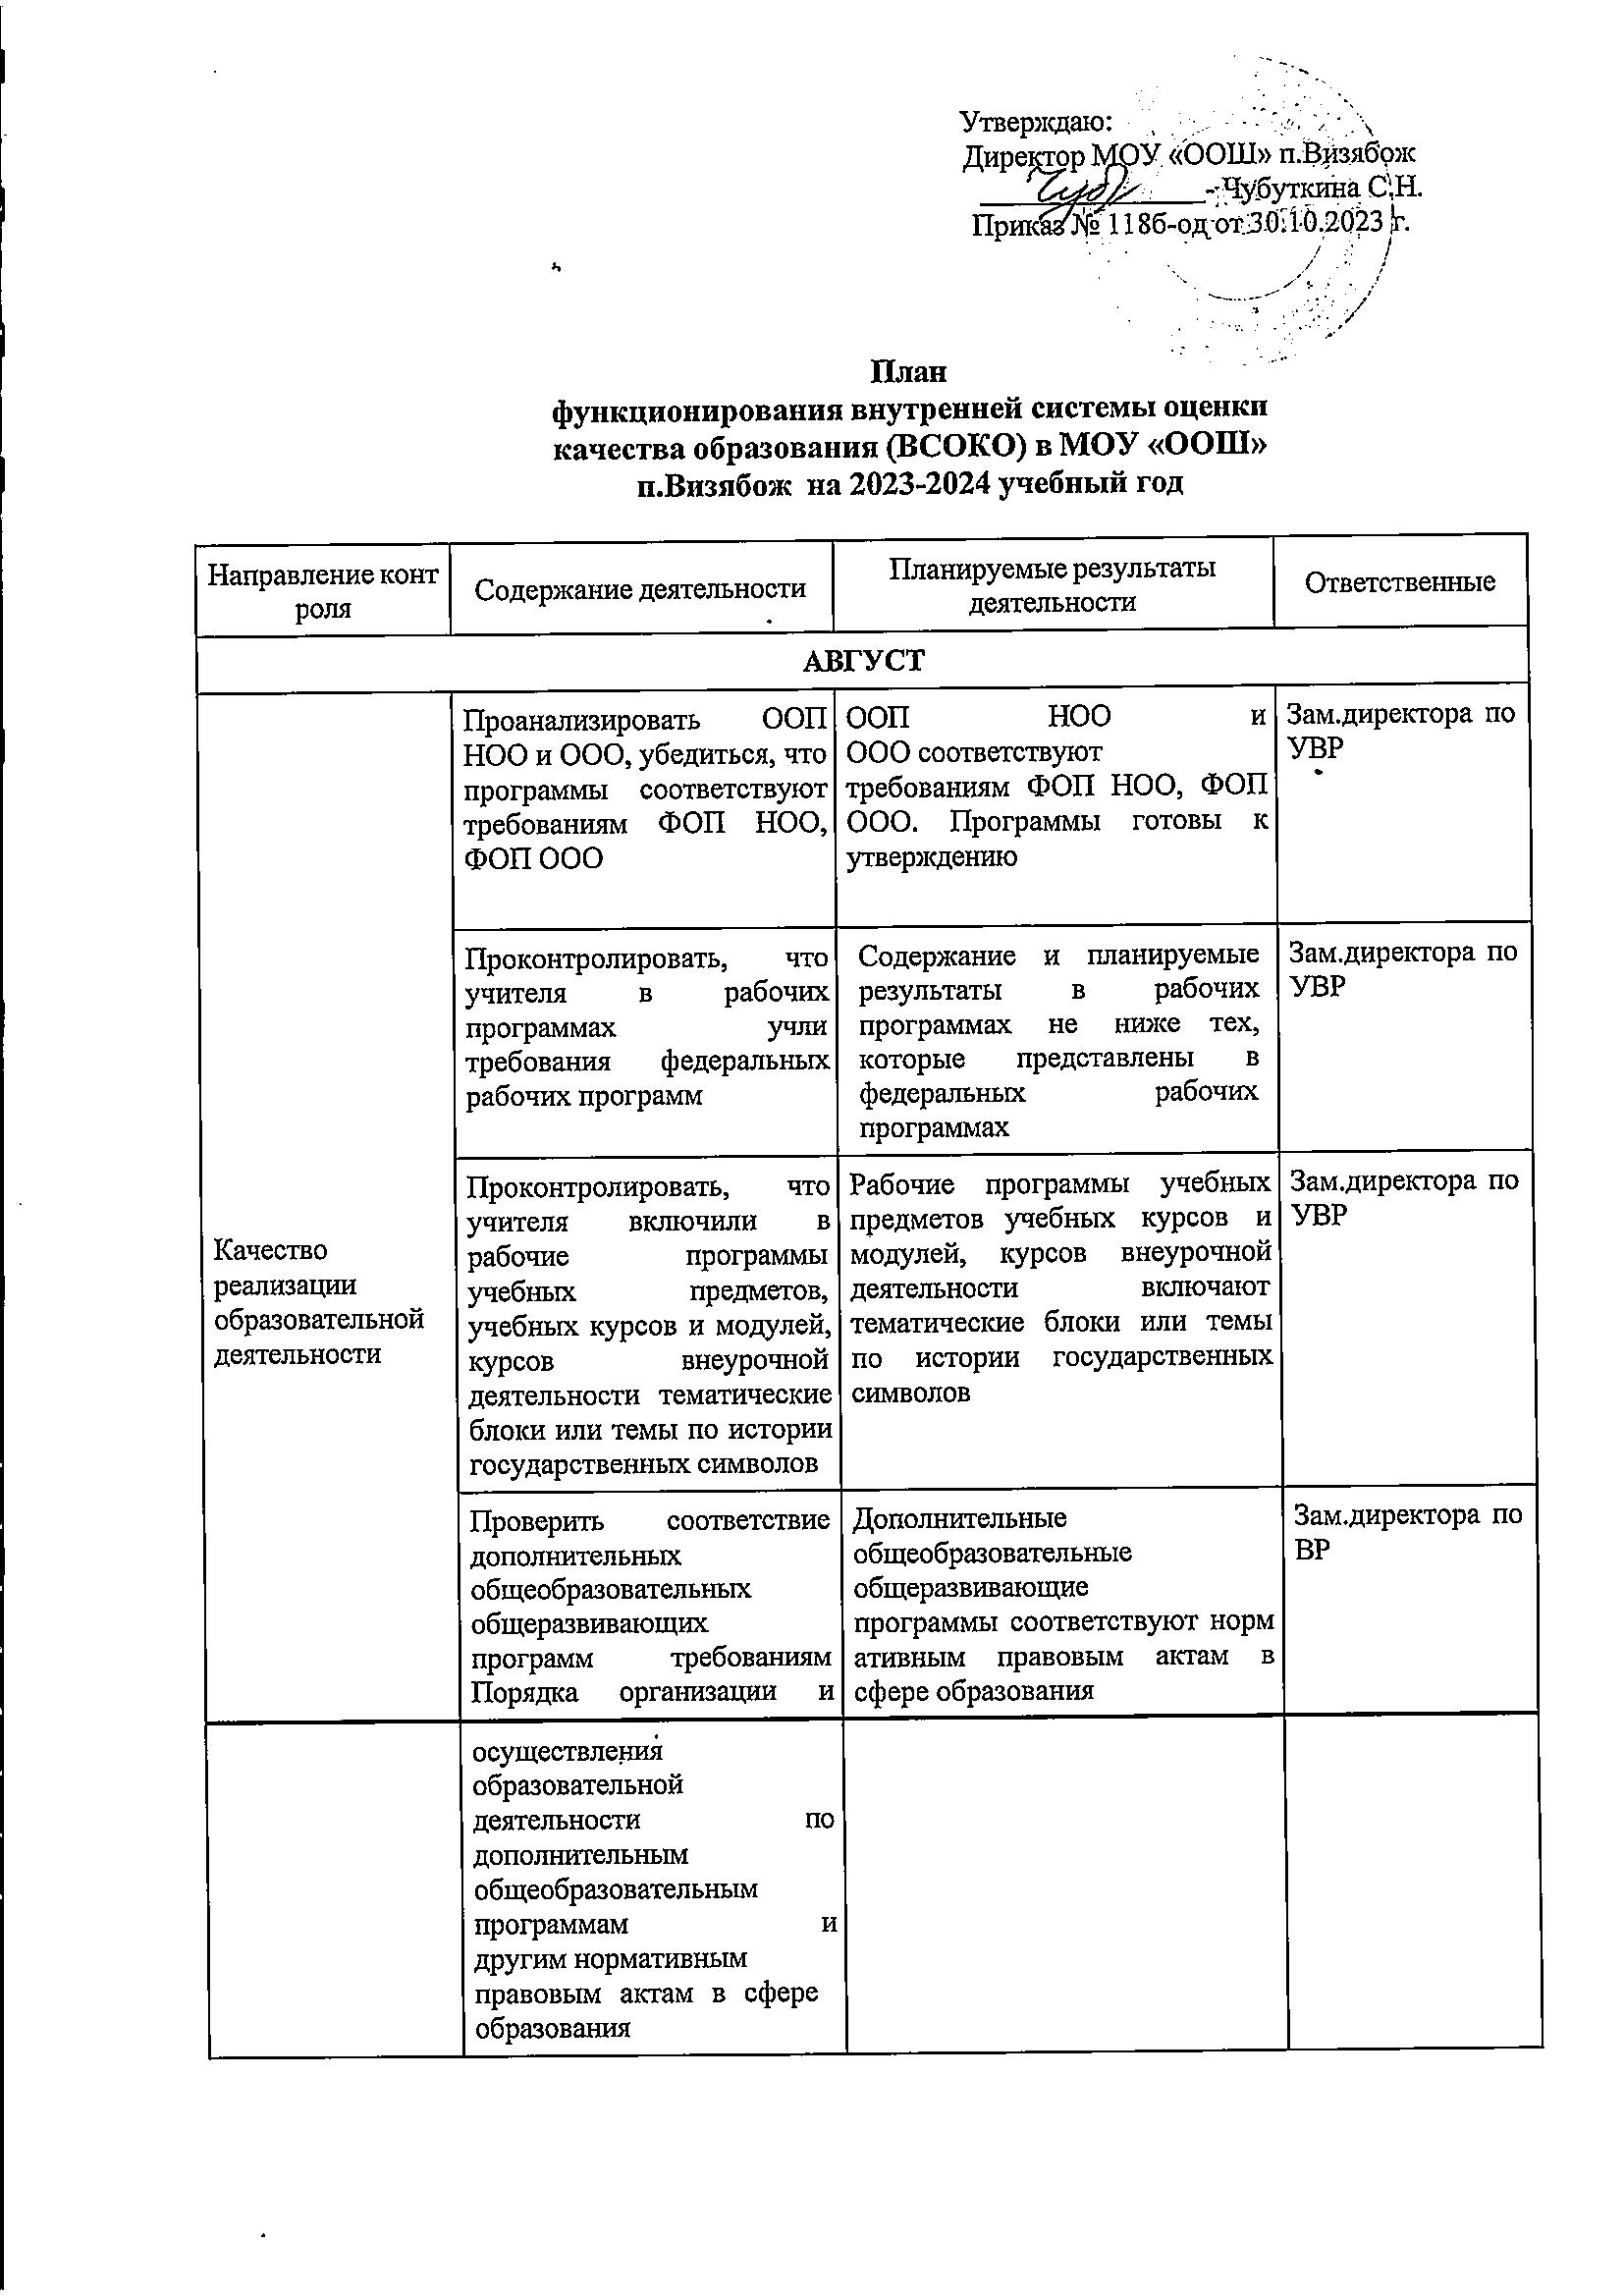 Утверждаю:
Директор МОУ «ООШ» п.Визябож
Чубуткина С.Н.
Приказ № 118б-од от 30.10.2023 г.
План
функционирования внутренней системы оценки
качества образования (ВСОКО) в МОУ «ООШ»
п.Визябож на 2023-2024 учебный год
Направление конт
роля
Содержание деятельности
Планируемые результаты
деятельности
Ответственные
АВГУСТ
Качество
реализации
образовательной
деятельности
Проанализировать ООП
НОО и ООО, убедиться, что
программы соответствуют
требованиям ФОП НОО,
ФОП ООО
ООП НОО и
ООО соответствуют
требованиям ФОП НОО, ФОП
ООО. Программы готовы к
утверждению
Зам.директора по
УВР
Проконтролировать, что
учителя в рабочих
программах учли
требования федеральных
рабочих программ
Содержание и планируемые
результаты в рабочих
программах не ниже тех,
которые представлены в
федеральных рабочих
программах
Зам.директора по
УВР
Проконтролировать, что
учителя включили в
рабочие программы
учебных предметов,
учебных курсов и модулей,
курсов внеурочной
деятельности тематические
блоки или темы по истории
государственных символов
Рабочие программы учебных
предметов учебных курсов и
модулей, курсов внеурочной
деятельности включают
тематические блоки или темы
по истории государственных
символов
Зам.директора по
УВР
Проверить соответствие
дополнительных
общеобразовательных
общеразвивающих
программ требованиям
Порядка организации и
Дополнительные
общеобразовательные
общеразвивающие
программы соответствуют норм
ативным правовым актам в
сфере образования
Зам.директора по
ВР
осуществления
образовательной
деятельности по
дополнительным
общеобразовательным
программам и
другим нормативным
правовым актам в сфере
образования